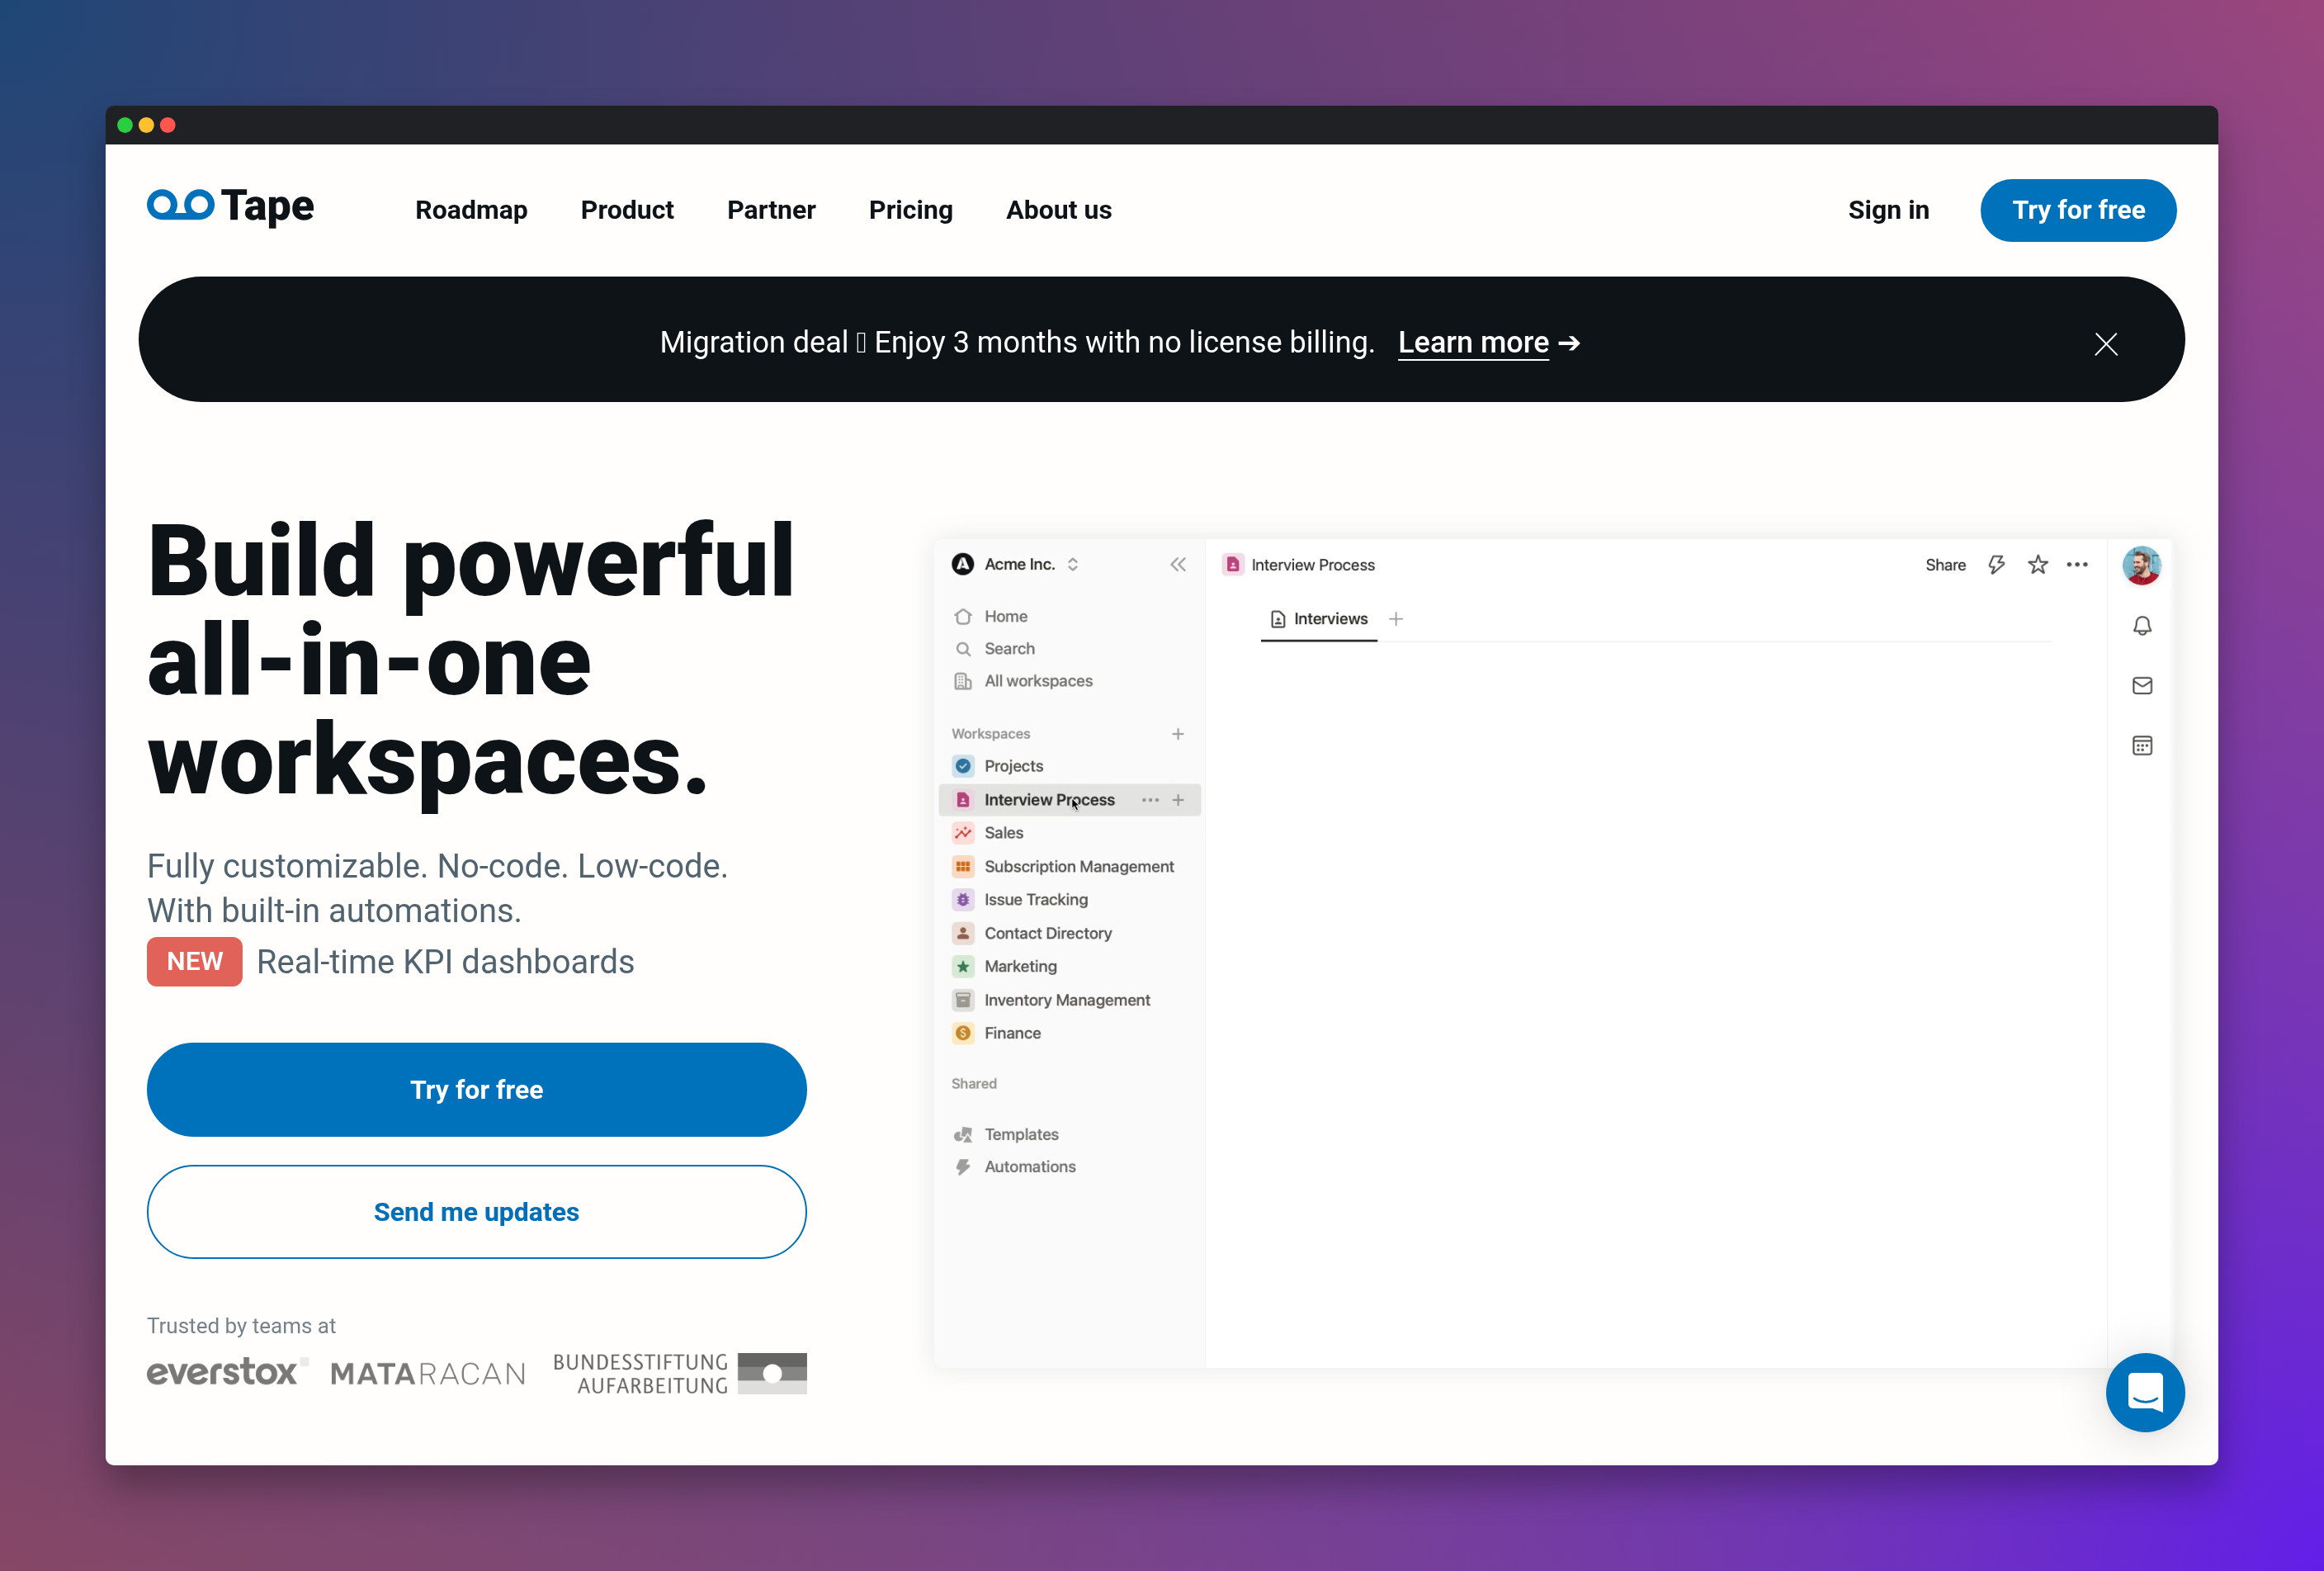 Tape
Roadmap
Product
Partner
Pricing
About us
Sign in
Try for free
Migration deal ▯ Enjoy 3 months with no license billing. Learn more ➔
Build powerful
all-in-one
workspaces.
Fully customizable. No-code. Low-code.
With built-in automations.
NEW Real-time KPI dashboards
Try for free
Send me updates
Trusted by teams at
everstox
MATARACAN
BUNDESSTIFTUNG
AUFARBEITUNG
A Acme Inc.
Home
Search
All workspaces
Workspaces
Projects
Interview Process
Sales
Subscription Management
Issue Tracking
Contact Directory
Marketing
Inventory Management
Finance
Shared
Templates
Automations
Interview Process
Share
Interviews